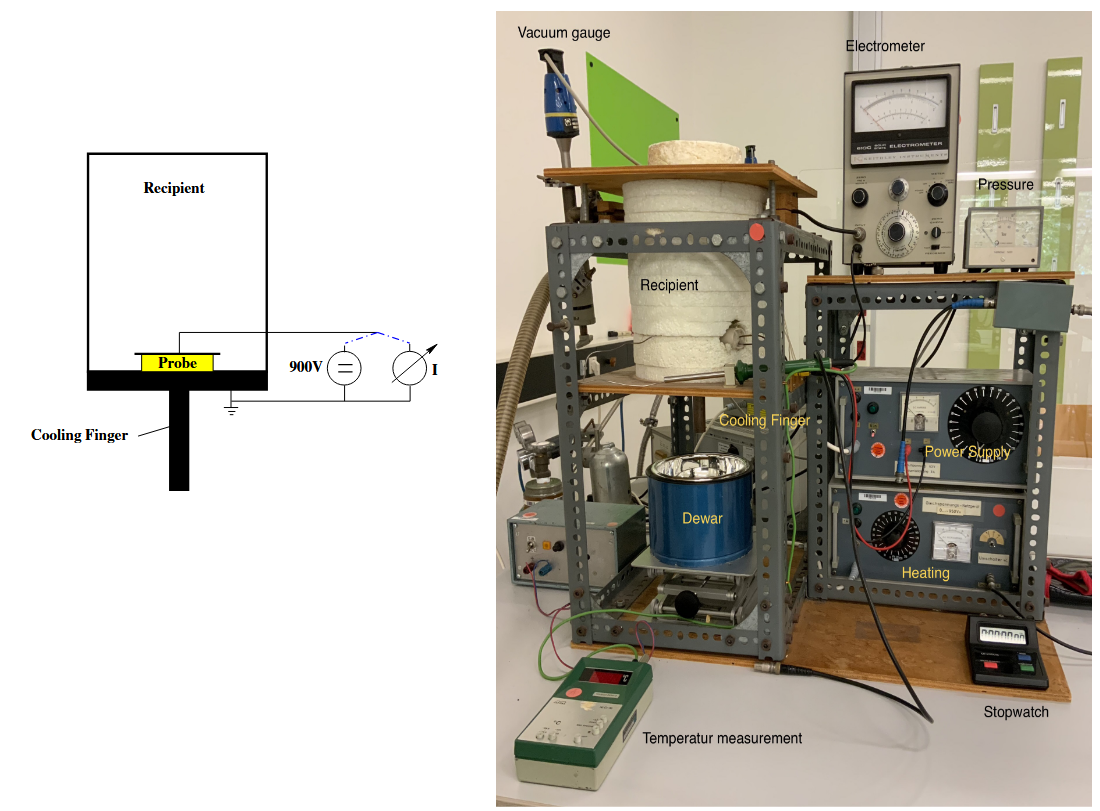 Recipient
Probe
900V
I
Cooling Finger
Vacuum gauge
Electrometer
ELECTROMETER
Pressure
Recipient
Cooling Finger
Power Supply
Dewar
Heating
Stopwatch
Temperatur measurement